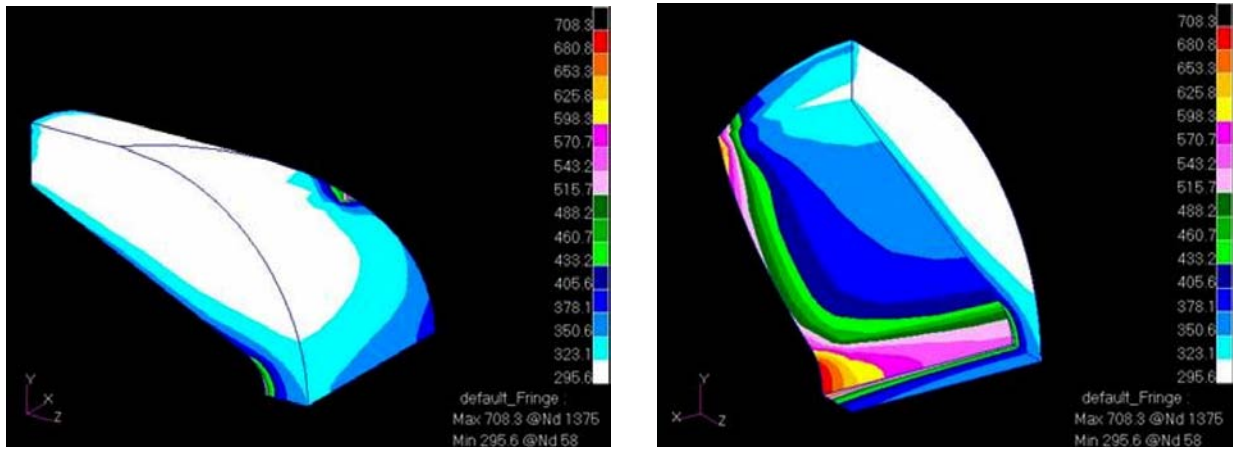 708.3
680.8
653.3
625.8
598.3
570.7
543.2
515.7
488.2
460.7
433.2
405.6
378.1
350.6
323.1
295.6
Y
X
Z
default_Fringe :
Max 708.3 @Nd 1375
Min 295.6 @Nd 58
708.3
680.8
653.3
625.8
598.3
570.7
543.2
515.7
488.2
460.7
433.2
405.6
378.1
350.6
323.1
295.6
Y
X
Z
default_Fringe :
Max 708.3 @Nd 1375
Min 295.6 @Nd 58